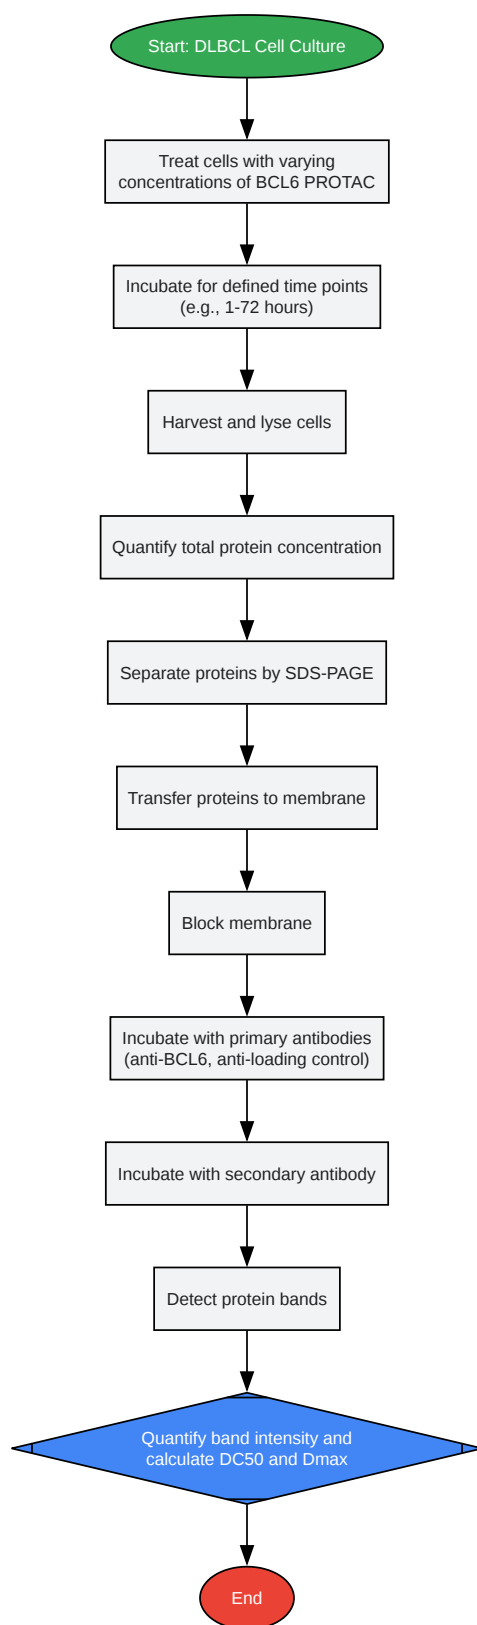 Start: DLBCL Cell Culture
Treat cells with varying
concentrations of BCL6 PROTAC
Incubate for defined time points
(e.g., 1-72 hours)
Harvest and lyse cells
Quantify total protein concentration
Separate proteins by SDS-PAGE
Transfer proteins to membrane
Block membrane
Incubate with primary antibodies
(anti-BCL6, anti-loading control)
Incubate with secondary antibody
Detect protein bands
Quantify band intensity and
calculate DC50 and Dmax
End